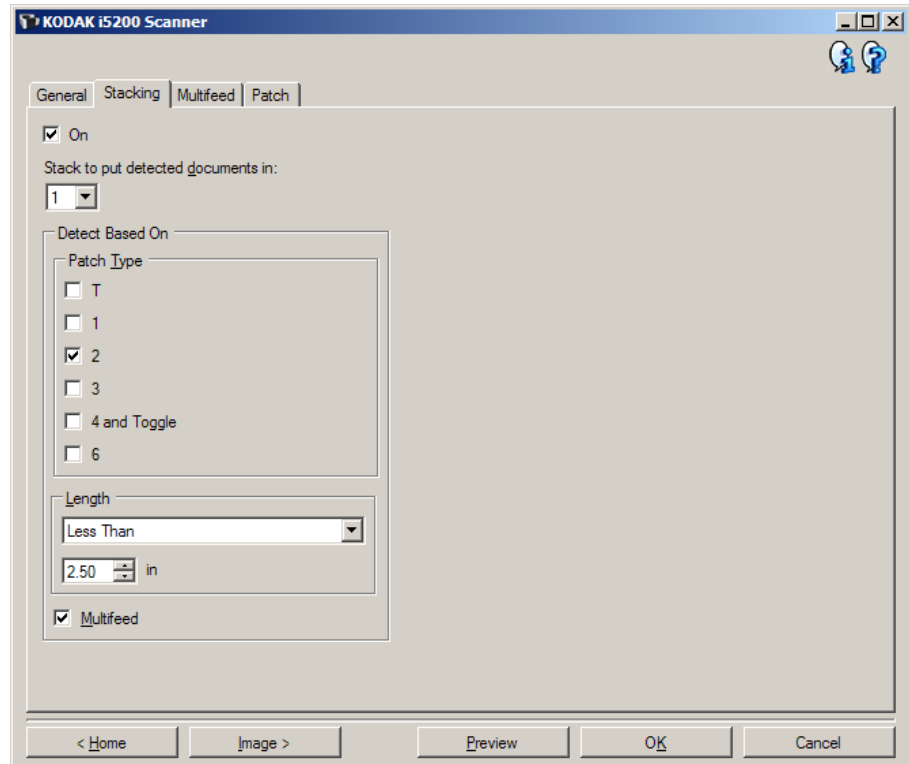 KODAK i5200 Scanner
General Stacking Multifeed Patch
On
Stack to put detected documents in:
1
Detect Based On
Patch Type
T
1
2
3
4 and Toggle
6
Length
Less Than
2.50 in
Multifeed
< Home Image > Preview OK Cancel